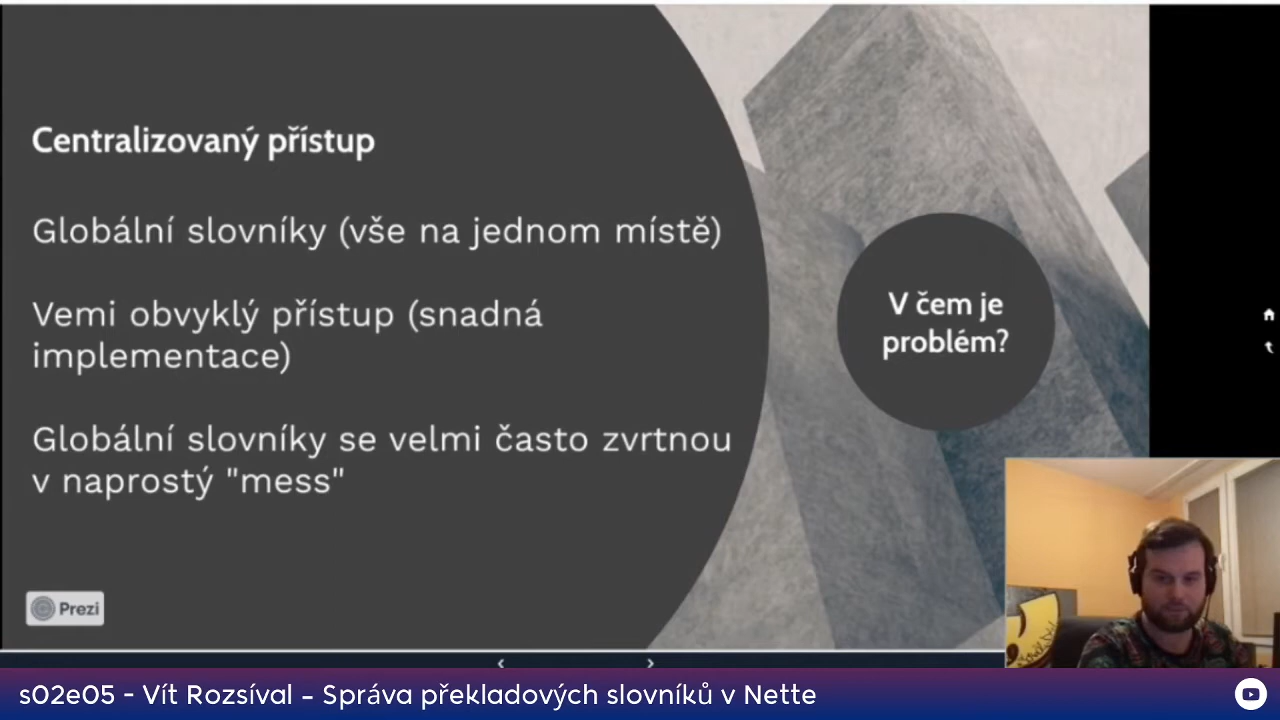 Centralizovaný přístup
Globální slovníky (vše na jednom místě)
Vemi obvyklý přístup (snadná
implementace)
Globální slovníky se velmi často zvrtnou
v naprostý "mess"
V čem je
problém?
Prezi
s02e05 - Vít Rozsíval – Správa překladových slovníků v Nette